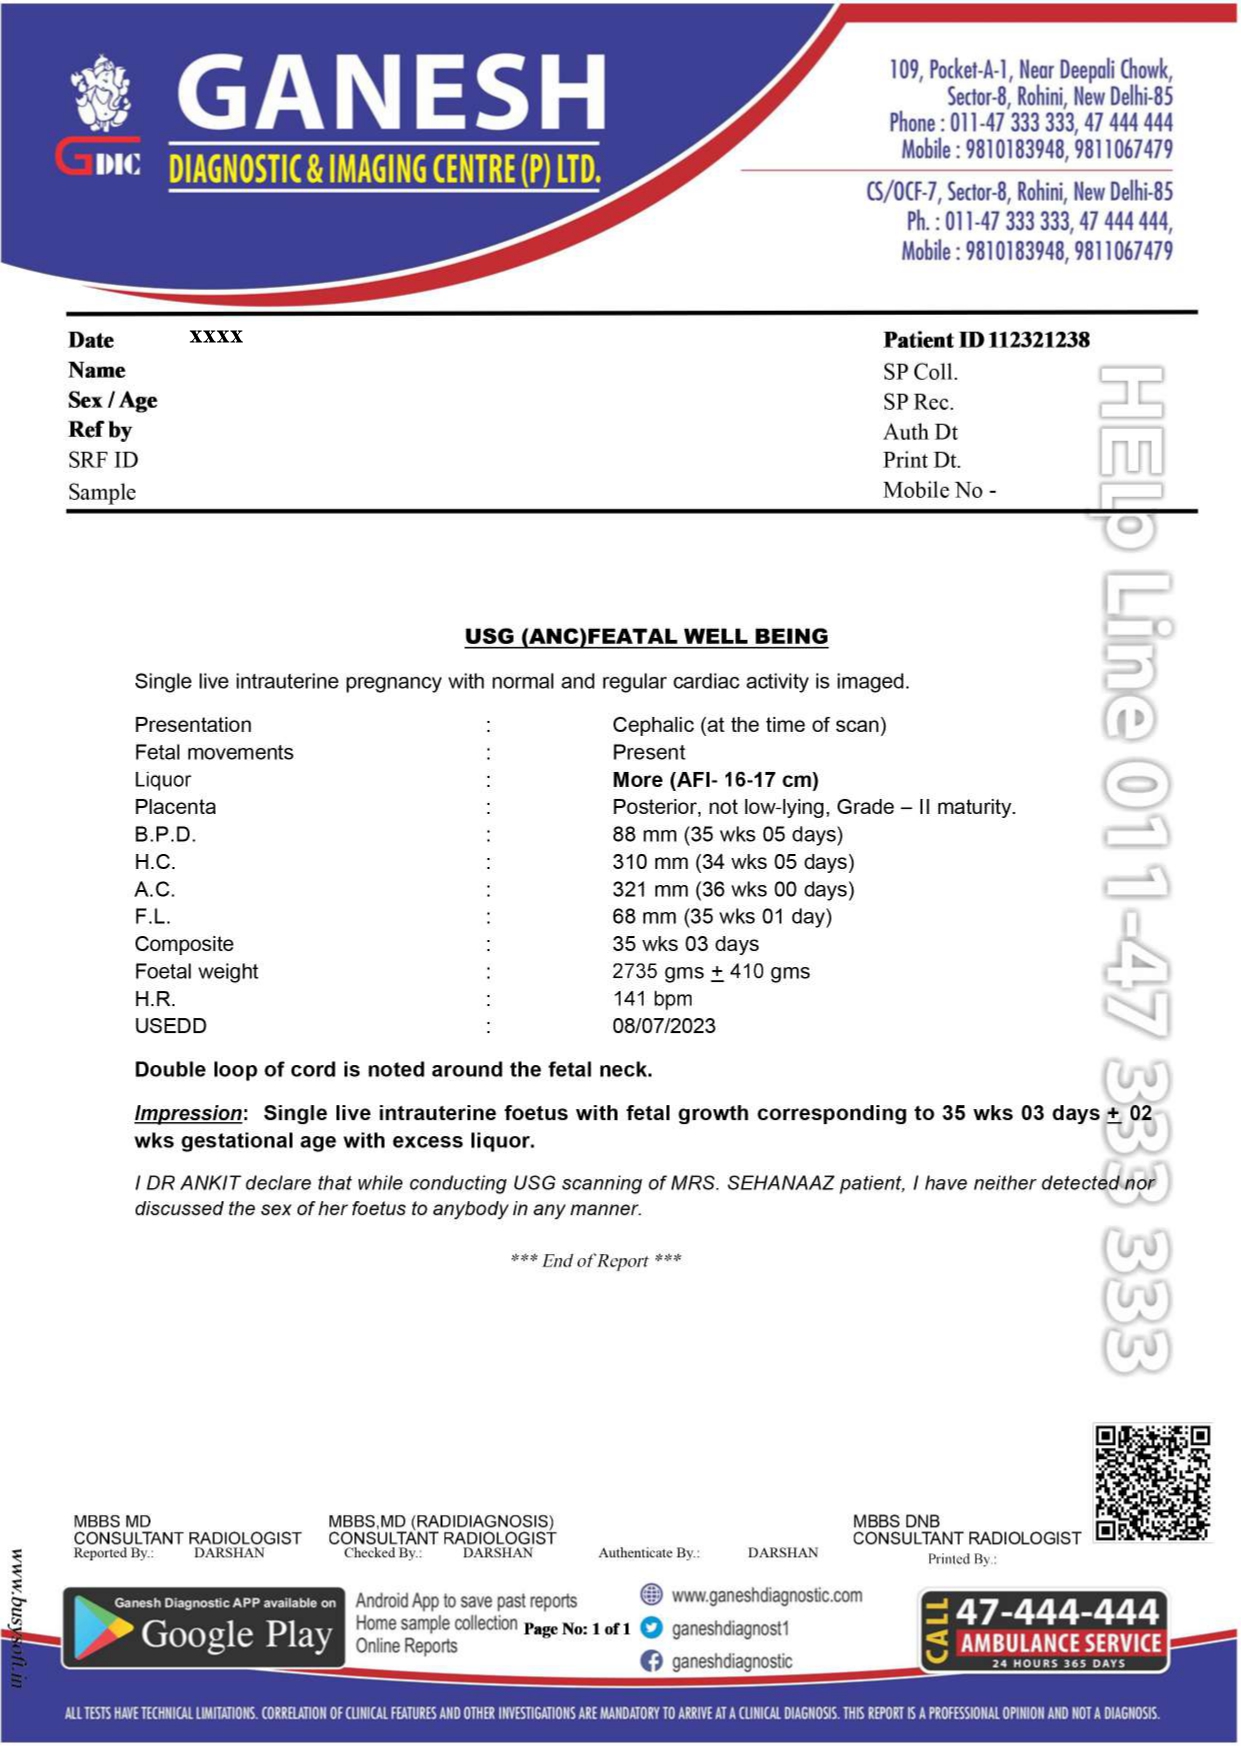 GANESH
GDIC
DIAGNOSTIC & IMAGING CENTRE (P) LTD.
109, Pocket-A-1, Near Deepali Chowk,
Sector-8, Rohini, New Delhi-85
Phone : 011-47 333 333, 47 444 444
Mobile : 9810183948, 9811067479
CS/OCF-7, Sector-8, Rohini, New Delhi-85
Ph. : 011-47 333 333, 47 444 444,
Mobile : 9810183948, 9811067479
Date xxxx Patient ID 112321238
Name SP Coll.
Sex / Age SP Rec.
Ref by Auth Dt
SRF ID Print Dt.
Sample Mobile No -
HELp Line 011-47 333 333
USG (ANC)FEATAL WELL BEING
Single live intrauterine pregnancy with normal and regular cardiac activity is imaged.
Presentation : Cephalic (at the time of scan)
Fetal movements : Present
Liquor : More (AFI- 16-17 cm)
Placenta : Posterior, not low-lying, Grade – II maturity.
B.P.D. : 88 mm (35 wks 05 days)
H.C. : 310 mm (34 wks 05 days)
A.C. : 321 mm (36 wks 00 days)
F.L. : 68 mm (35 wks 01 day)
Composite : 35 wks 03 days
Foetal weight : 2735 gms ± 410 gms
H.R. : 141 bpm
USEDD : 08/07/2023
Double loop of cord is noted around the fetal neck.
Impression: Single live intrauterine foetus with fetal growth corresponding to 35 wks 03 days ± 02
wks gestational age with excess liquor.
I DR ANKIT declare that while conducting USG scanning of MRS. SEHANAAZ patient, I have neither detected nor
discussed the sex of her foetus to anybody in any manner.
*** End of Report ***
MBBS MD MBBS,MD (RADIDIAGNOSIS) MBBS DNB
CONSULTANT RADIOLOGIST CONSULTANT RADIOLOGIST CONSULTANT RADIOLOGIST
Reported By.: DARSHAN Checked By.: DARSHAN Authenticate By.: DARSHAN Printed By.:
www.busysoft.in
Ganesh Diagnostic APP available on
Google Play
Android App to save past reports
Home sample collection
Online Reports
Page No: 1 of 1
www.ganeshdiagnostic.com
ganeshdiagnost1
ganeshdiagnostic
CALL
47-444-444
AMBULANCE SERVICE
24 HOURS 365 DAYS
ALL TESTS HAVE TECHNICAL LIMITATIONS. CORRELATION OF CLINICAL FEATURES AND OTHER INVESTIGATIONS ARE MANDATORY TO ARRIVE AT A CLINICAL DIAGNOSIS. THIS REPORT IS A PROFESSIONAL OPINION AND NOT A DIAGNOSIS.